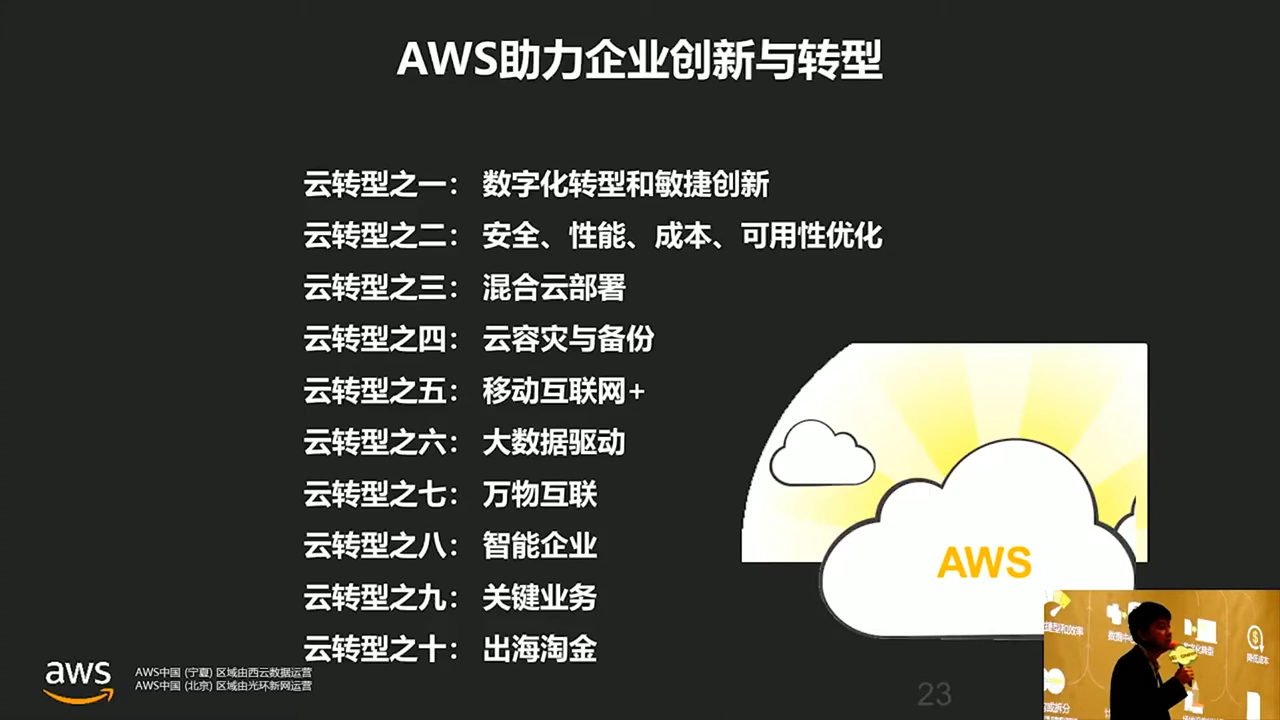 AWS助力企业创新与转型
云转型之一： 数字化转型和敏捷创新
云转型之二： 安全、性能、成本、可用性优化
云转型之三： 混合云部署
云转型之四： 云容灾与备份
云转型之五： 移动互联网+
云转型之六： 大数据驱动
云转型之七： 万物互联
云转型之八： 智能企业
云转型之九： 关键业务
云转型之十： 出海淘金
AWS
aws
AWS中国 (宁夏) 区域由西云数据运营
AWS中国 (北京) 区域由光环新网运营
23
降低成本